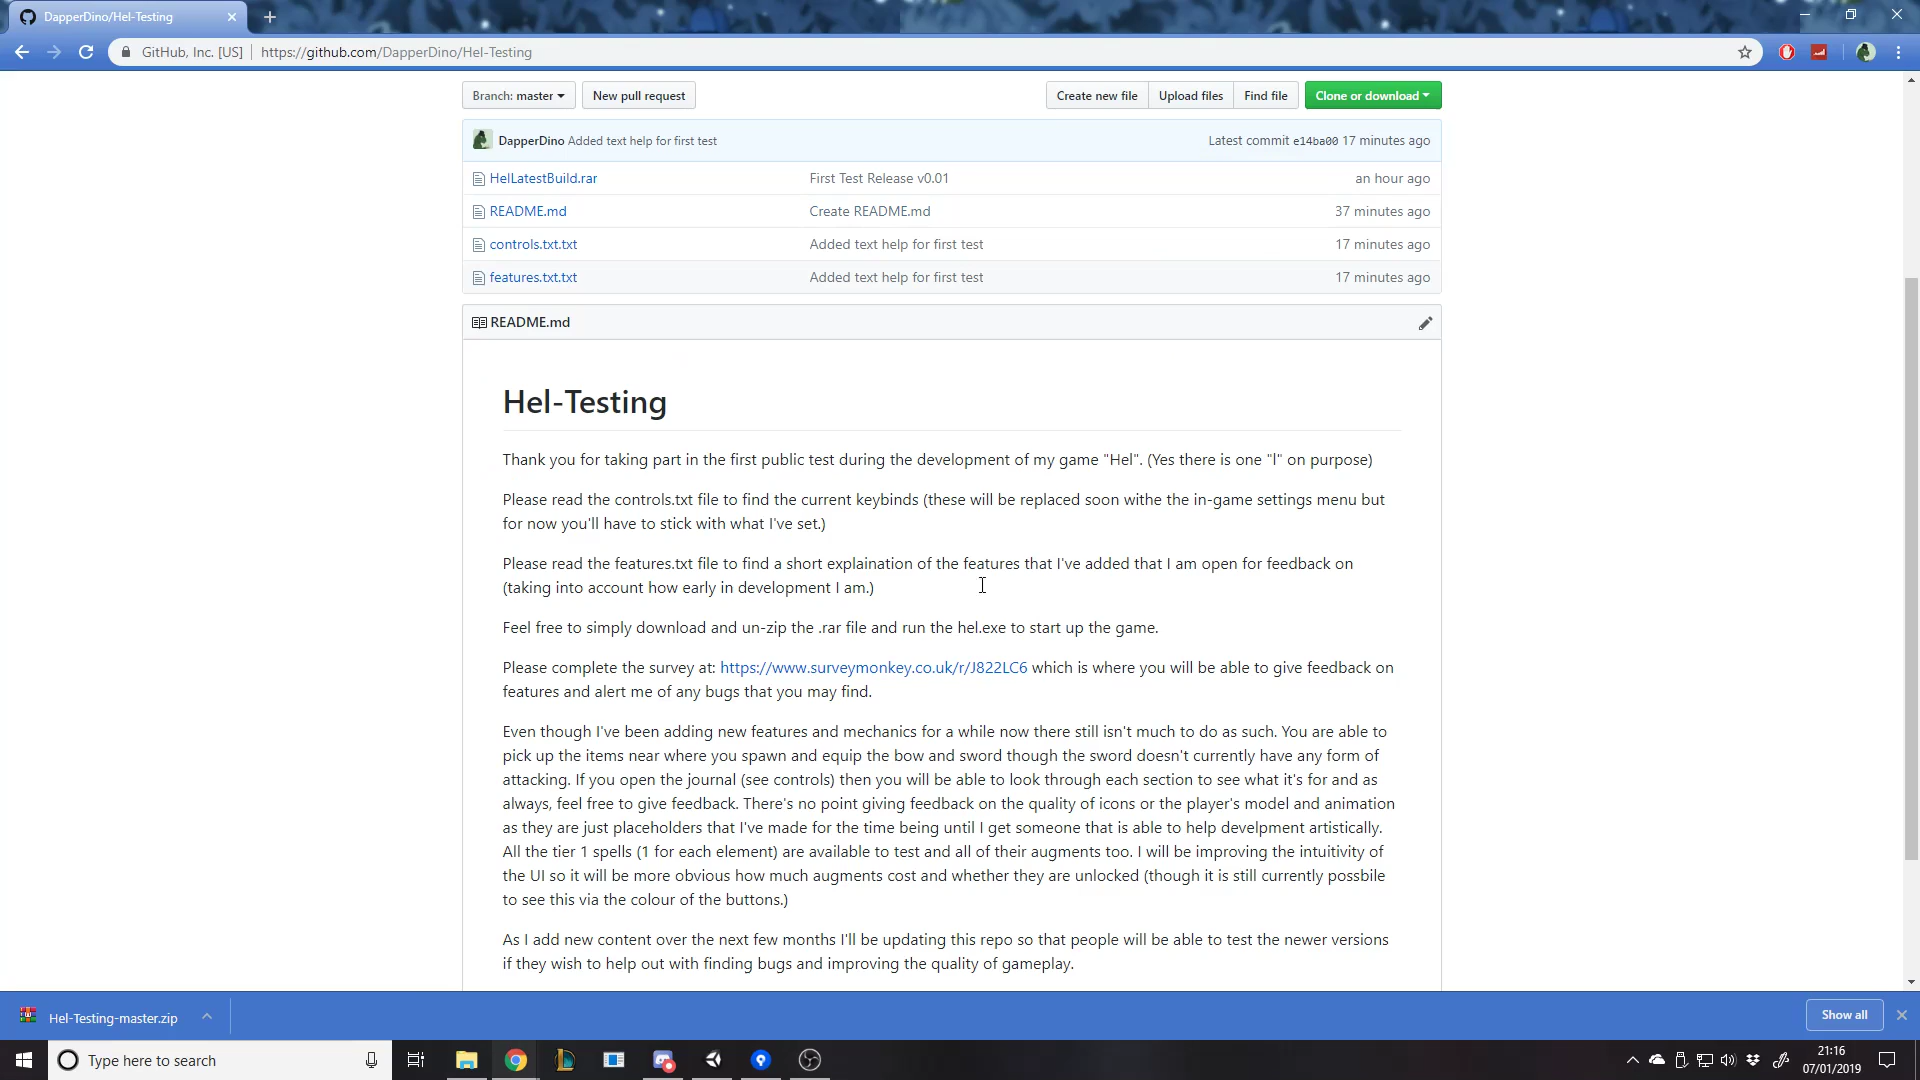 DapperDino/Hel-Testing
GitHub, Inc. [US] https://github.com/DapperDino/Hel-Testing
Branch: master New pull request Create new file Upload files Find file Clone or download
DapperDino Added text help for first test Latest commit e14ba00 17 minutes ago
HelLatestBuild.rar First Test Release v0.01 an hour ago
README.md Create README.md 37 minutes ago
controls.txt.txt Added text help for first test 17 minutes ago
features.txt.txt Added text help for first test 17 minutes ago
README.md
Hel-Testing
Thank you for taking part in the first public test during the development of my game "Hel". (Yes there is one "l" on purpose)
Please read the controls.txt file to find the current keybinds (these will be replaced soon withe the in-game settings menu but
for now you'll have to stick with what I've set.)
Please read the features.txt file to find a short explaination of the features that I've added that I am open for feedback on
(taking into account how early in development I am.)
Feel free to simply download and un-zip the .rar file and run the hel.exe to start up the game.
Please complete the survey at: https://www.surveymonkey.co.uk/r/J822LC6 which is where you will be able to give feedback on
features and alert me of any bugs that you may find.
Even though I've been adding new features and mechanics for a while now there still isn't much to do as such. You are able to
pick up the items near where you spawn and equip the bow and sword though the sword doesn't currently have any form of
attacking. If you open the journal (see controls) then you will be able to look through each section to see what it's for and as
always, feel free to give feedback. There's no point giving feedback on the quality of icons or the player's model and animation
as they are just placeholders that I've made for the time being until I get someone that is able to help develpment artistically.
All the tier 1 spells (1 for each element) are available to test and all of their augments too. I will be improving the intuitivity of
the UI so it will be more obvious how much augments cost and whether they are unlocked (though it is still currently possbile
to see this via the colour of the buttons.)
As I add new content over the next few months I'll be updating this repo so that people will be able to test the newer versions
if they wish to help out with finding bugs and improving the quality of gameplay.
Hel-Testing-master.zip Show all
Type here to search 21:16
07/01/2019